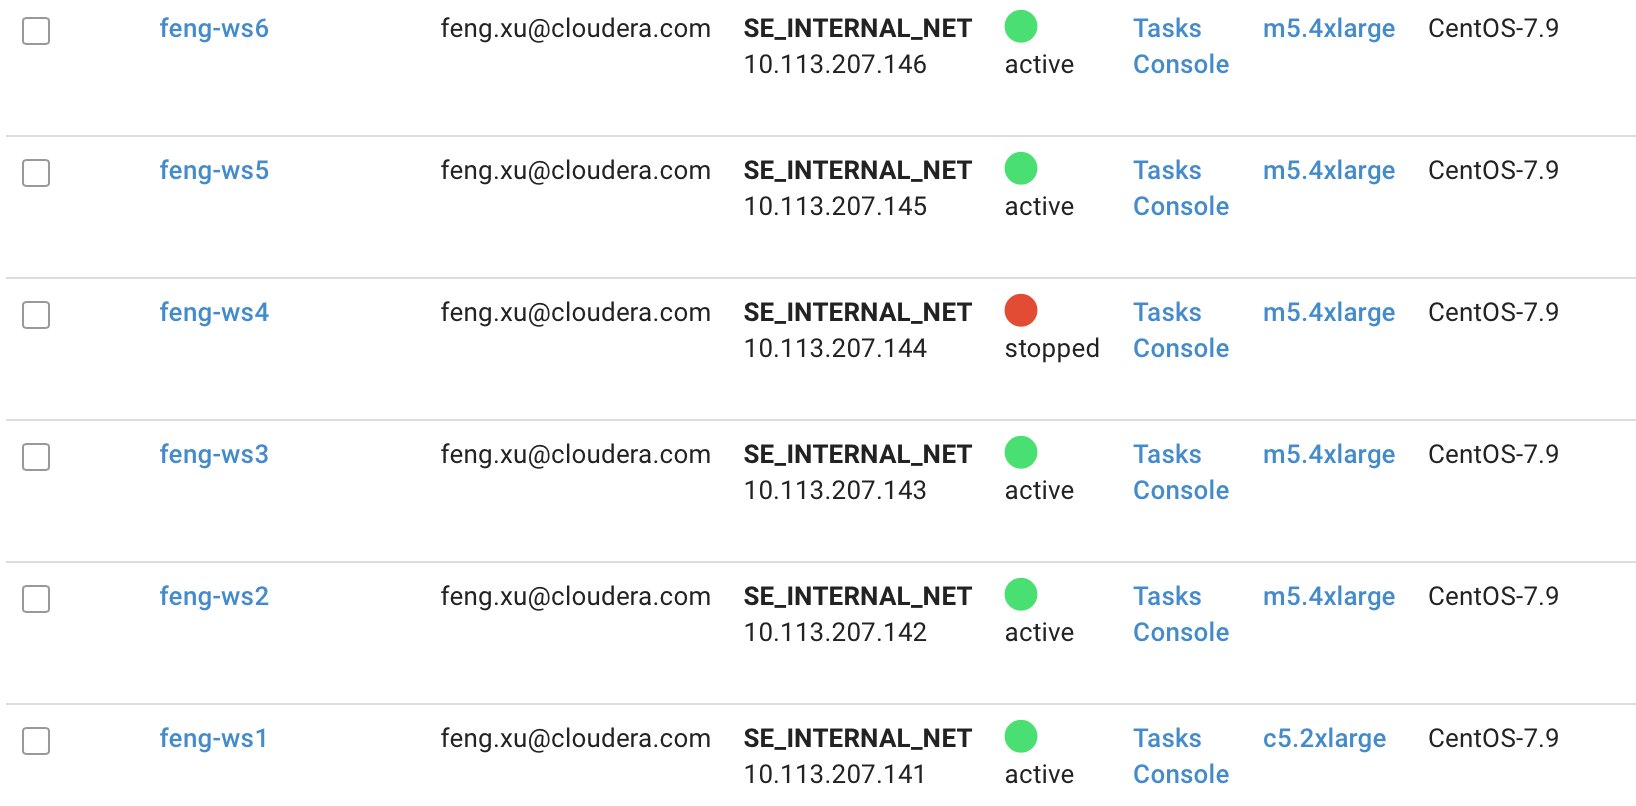 feng-ws6 feng.xu@cloudera.com SE_INTERNAL_NET Tasks m5.4xlarge CentOS-7.9
10.113.207.146 active Console
feng-ws5 feng.xu@cloudera.com SE_INTERNAL_NET Tasks m5.4xlarge CentOS-7.9
10.113.207.145 active Console
feng-ws4 feng.xu@cloudera.com SE_INTERNAL_NET Tasks m5.4xlarge CentOS-7.9
10.113.207.144 stopped Console
feng-ws3 feng.xu@cloudera.com SE_INTERNAL_NET Tasks m5.4xlarge CentOS-7.9
10.113.207.143 active Console
feng-ws2 feng.xu@cloudera.com SE_INTERNAL_NET Tasks m5.4xlarge CentOS-7.9
10.113.207.142 active Console
feng-ws1 feng.xu@cloudera.com SE_INTERNAL_NET Tasks c5.2xlarge CentOS-7.9
10.113.207.141 active Console